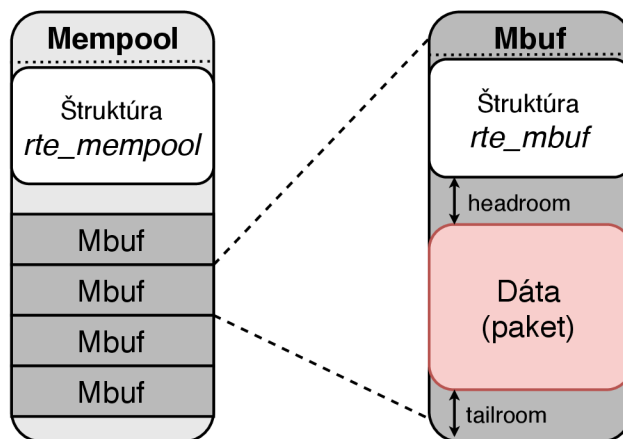 Mempool
Štruktúra
rte_mempool
Mbuf
Mbuf
Mbuf
Mbuf
Mbuf
Štruktúra
rte_mbuf
headroom
Dáta
(paket)
tailroom